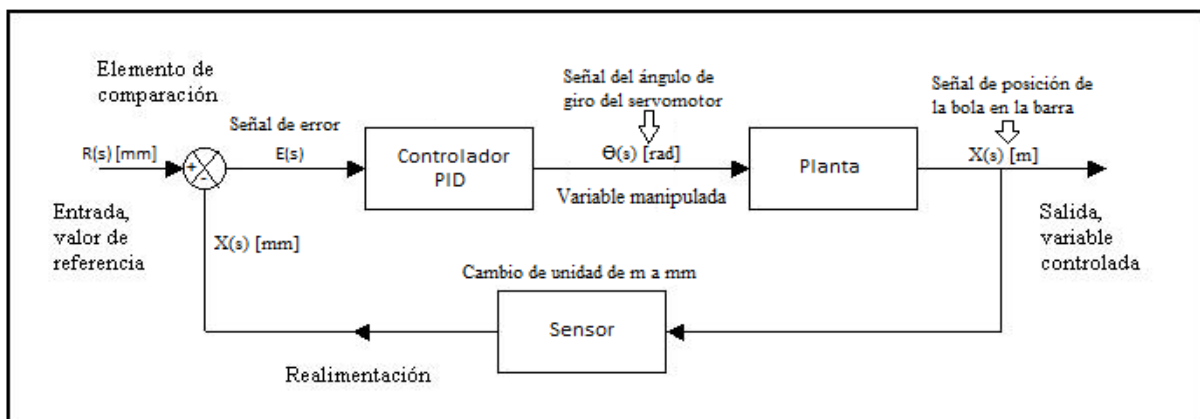 Elemento de
comparación
Señal de error
R(s) [mm]
+
-
E(s)
Entrada,
valor de
referencia
X(s) [mm]
Controlador
PID
Señal del ángulo de
giro del servomotor
Θ(s) [rad]
Variable manipulada
Planta
Señal de posición de
la bola en la barra
X(s) [m]
Salida,
variable
controlada
Cambio de unidad de m a mm
Sensor
Realimentación